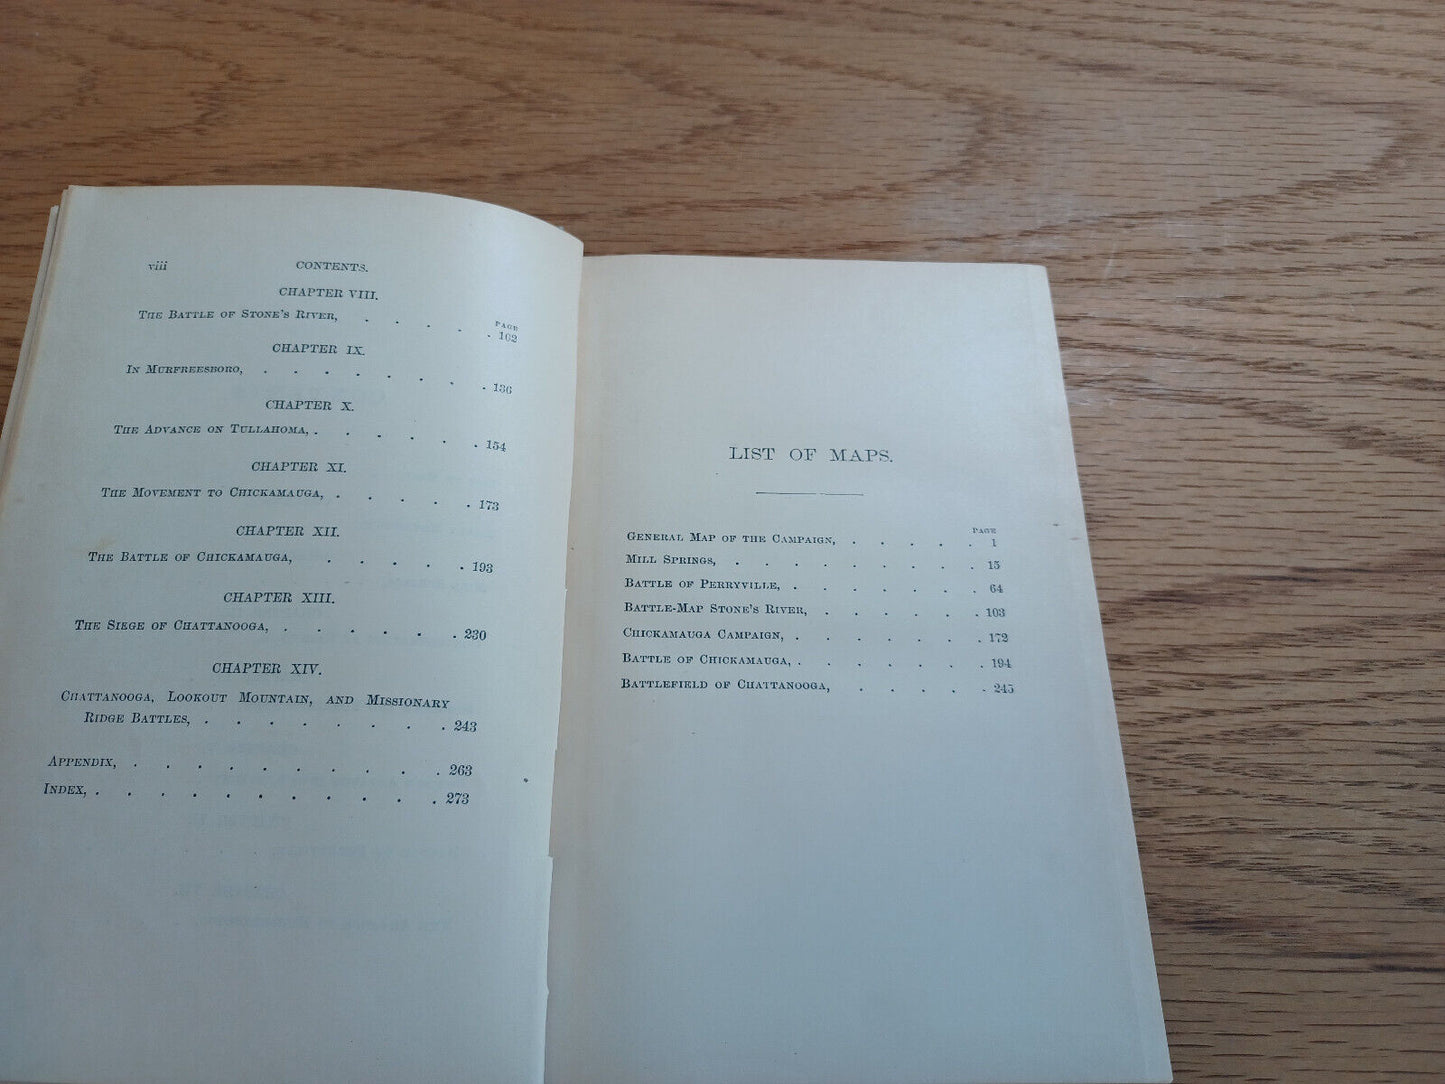 viii CONTENTS.
CHAPTER VIII.
PAGE
THE BATTLE OF STONE'S RIVER, . . . . . 102
CHAPTER IX.
IN MURFREESBORO, . . . . . . . . 136
CHAPTER X.
THE ADVANCE ON TULLAHOMA, . . . . . . 154
CHAPTER XI.
THE MOVEMENT TO CHICKAMAUGA, . . . . . 173
CHAPTER XII.
THE BATTLE OF CHICKAMAUGA, . . . . . 193
CHAPTER XIII.
THE SIEGE OF CHATTANOOGA, . . . . . . 230
CHAPTER XIV.
CHATTANOOGA, LOOKOUT MOUNTAIN, AND MISSIONARY
RIDGE BATTLES, . . . . . . . . 243
APPENDIX, . . . . . . . . . . 263
INDEX, . . . . . . . . . . . 273
LIST OF MAPS.
PAGE
GENERAL MAP OF THE CAMPAIGN, . . . . . 1
MILL SPRINGS, . . . . . . . . . 15
BATTLE OF PERRYVILLE, . . . . . . . 64
BATTLE-MAP STONE'S RIVER, . . . . . . 103
CHICKAMAUGA CAMPAIGN, . . . . . . . 172
BATTLE OF CHICKAMAUGA, . . . . . . . 194
BATTLEFIELD OF CHATTANOOGA, . . . . . 245